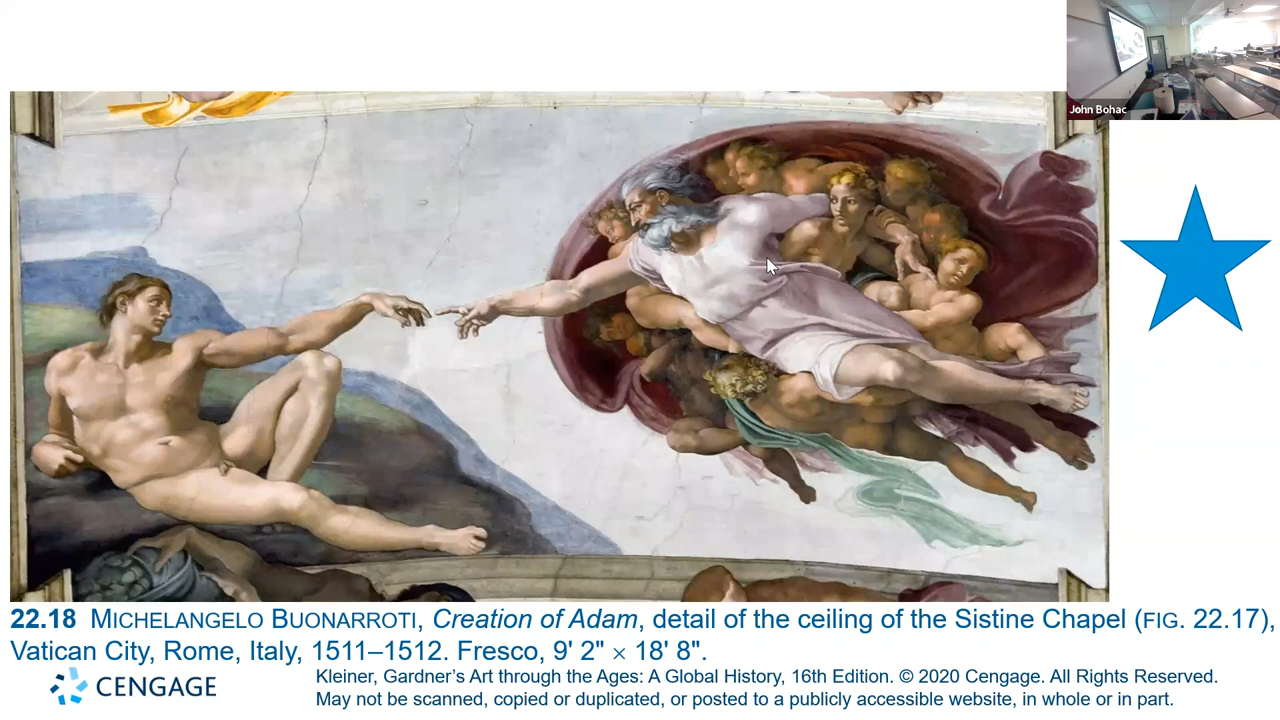 John Bohac
22.18 MICHELANGELO BUONARROTI, Creation of Adam, detail of the ceiling of the Sistine Chapel (FIG. 22.17),
Vatican City, Rome, Italy, 1511–1512. Fresco, 9' 2" × 18' 8".
CENGAGE
Kleiner, Gardner's Art through the Ages: A Global History, 16th Edition. © 2020 Cengage. All Rights Reserved.
May not be scanned, copied or duplicated, or posted to a publicly accessible website, in whole or in part.